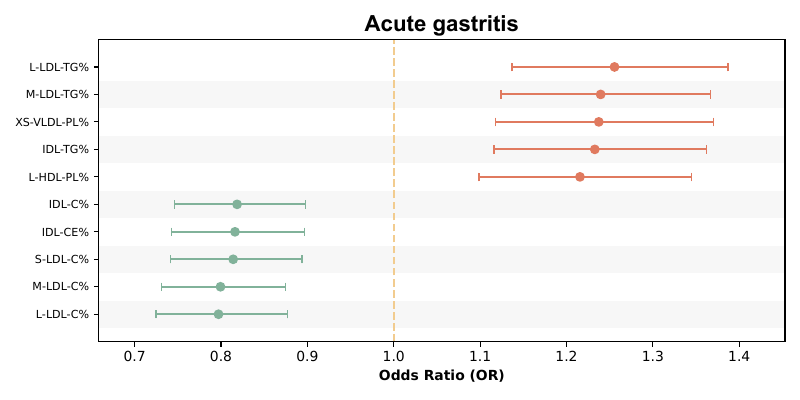 Acute gastritis
L-LDL-TG%
M-LDL-TG%
XS-VLDL-PL%
IDL-TG%
L-HDL-PL%
IDL-C%
IDL-CE%
S-LDL-C%
M-LDL-C%
L-LDL-C%
0.7 0.8 0.9 1.0 1.1 1.2 1.3 1.4
Odds Ratio (OR)